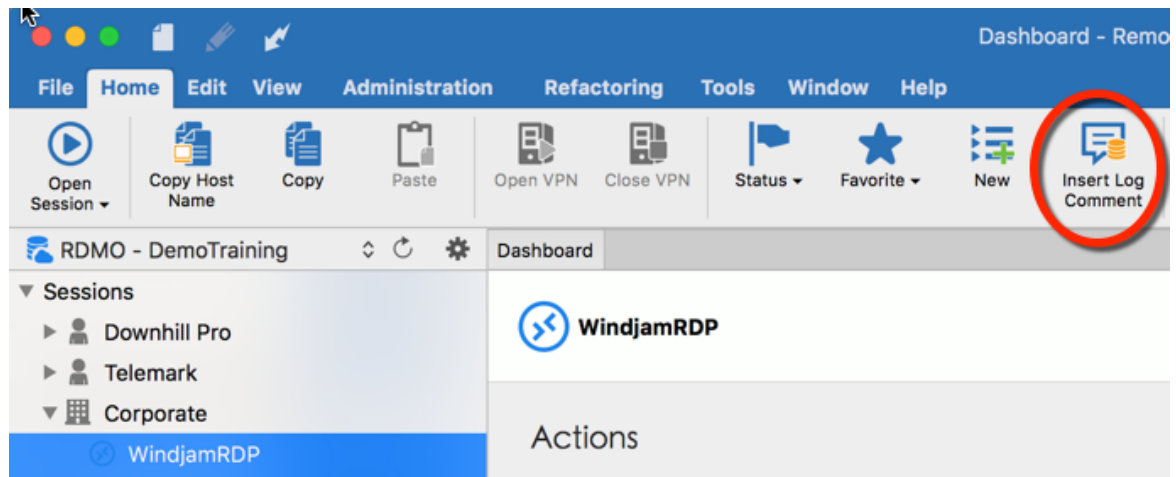 Dashboard - Remo
File Home Edit View Administration Refactoring Tools Window Help
Open Session
Copy Host Name
Copy
Paste
Open VPN
Close VPN
Status
Favorite
New
Insert Log Comment
RDMO - DemoTraining
Dashboard
Sessions
Downhill Pro
Telemark
Corporate
WindjamRDP
WindjamRDP
Actions